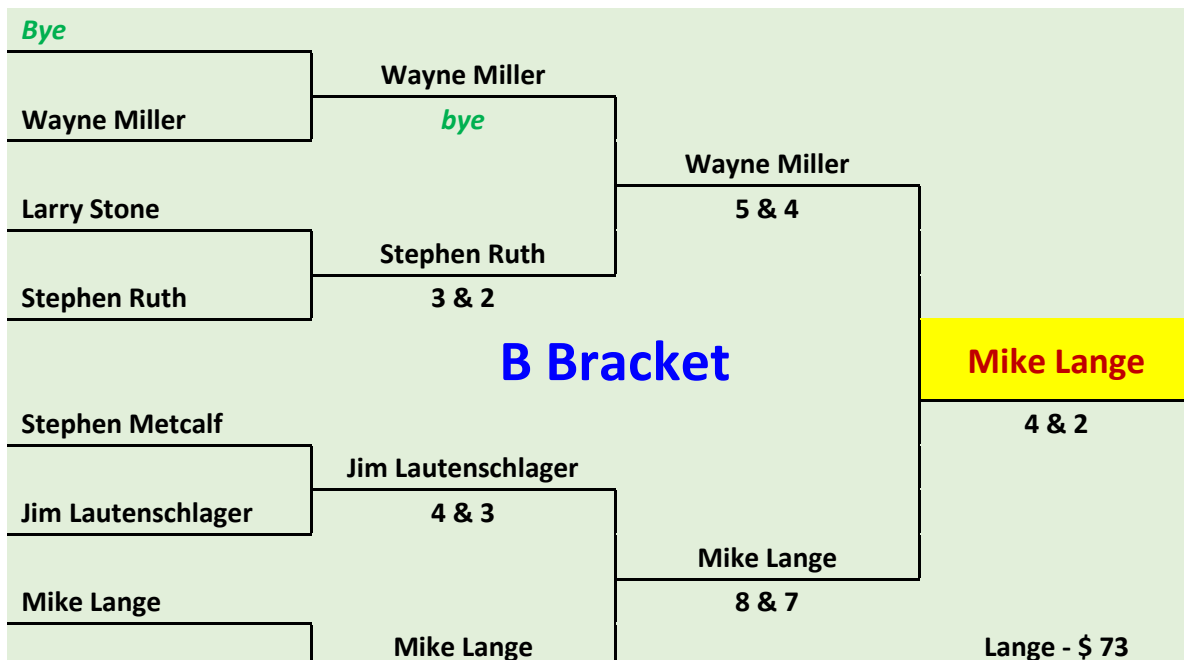 Bye
Wayne Miller
Wayne Miller
bye
Wayne Miller
Larry Stone
5 & 4
Stephen Ruth
Stephen Ruth
3 & 2
B Bracket
Mike Lange
Stephen Metcalf
4 & 2
Jim Lautenschlager
Jim Lautenschlager
4 & 3
Mike Lange
Mike Lange
8 & 7
Mike Lange
Lange - $ 73